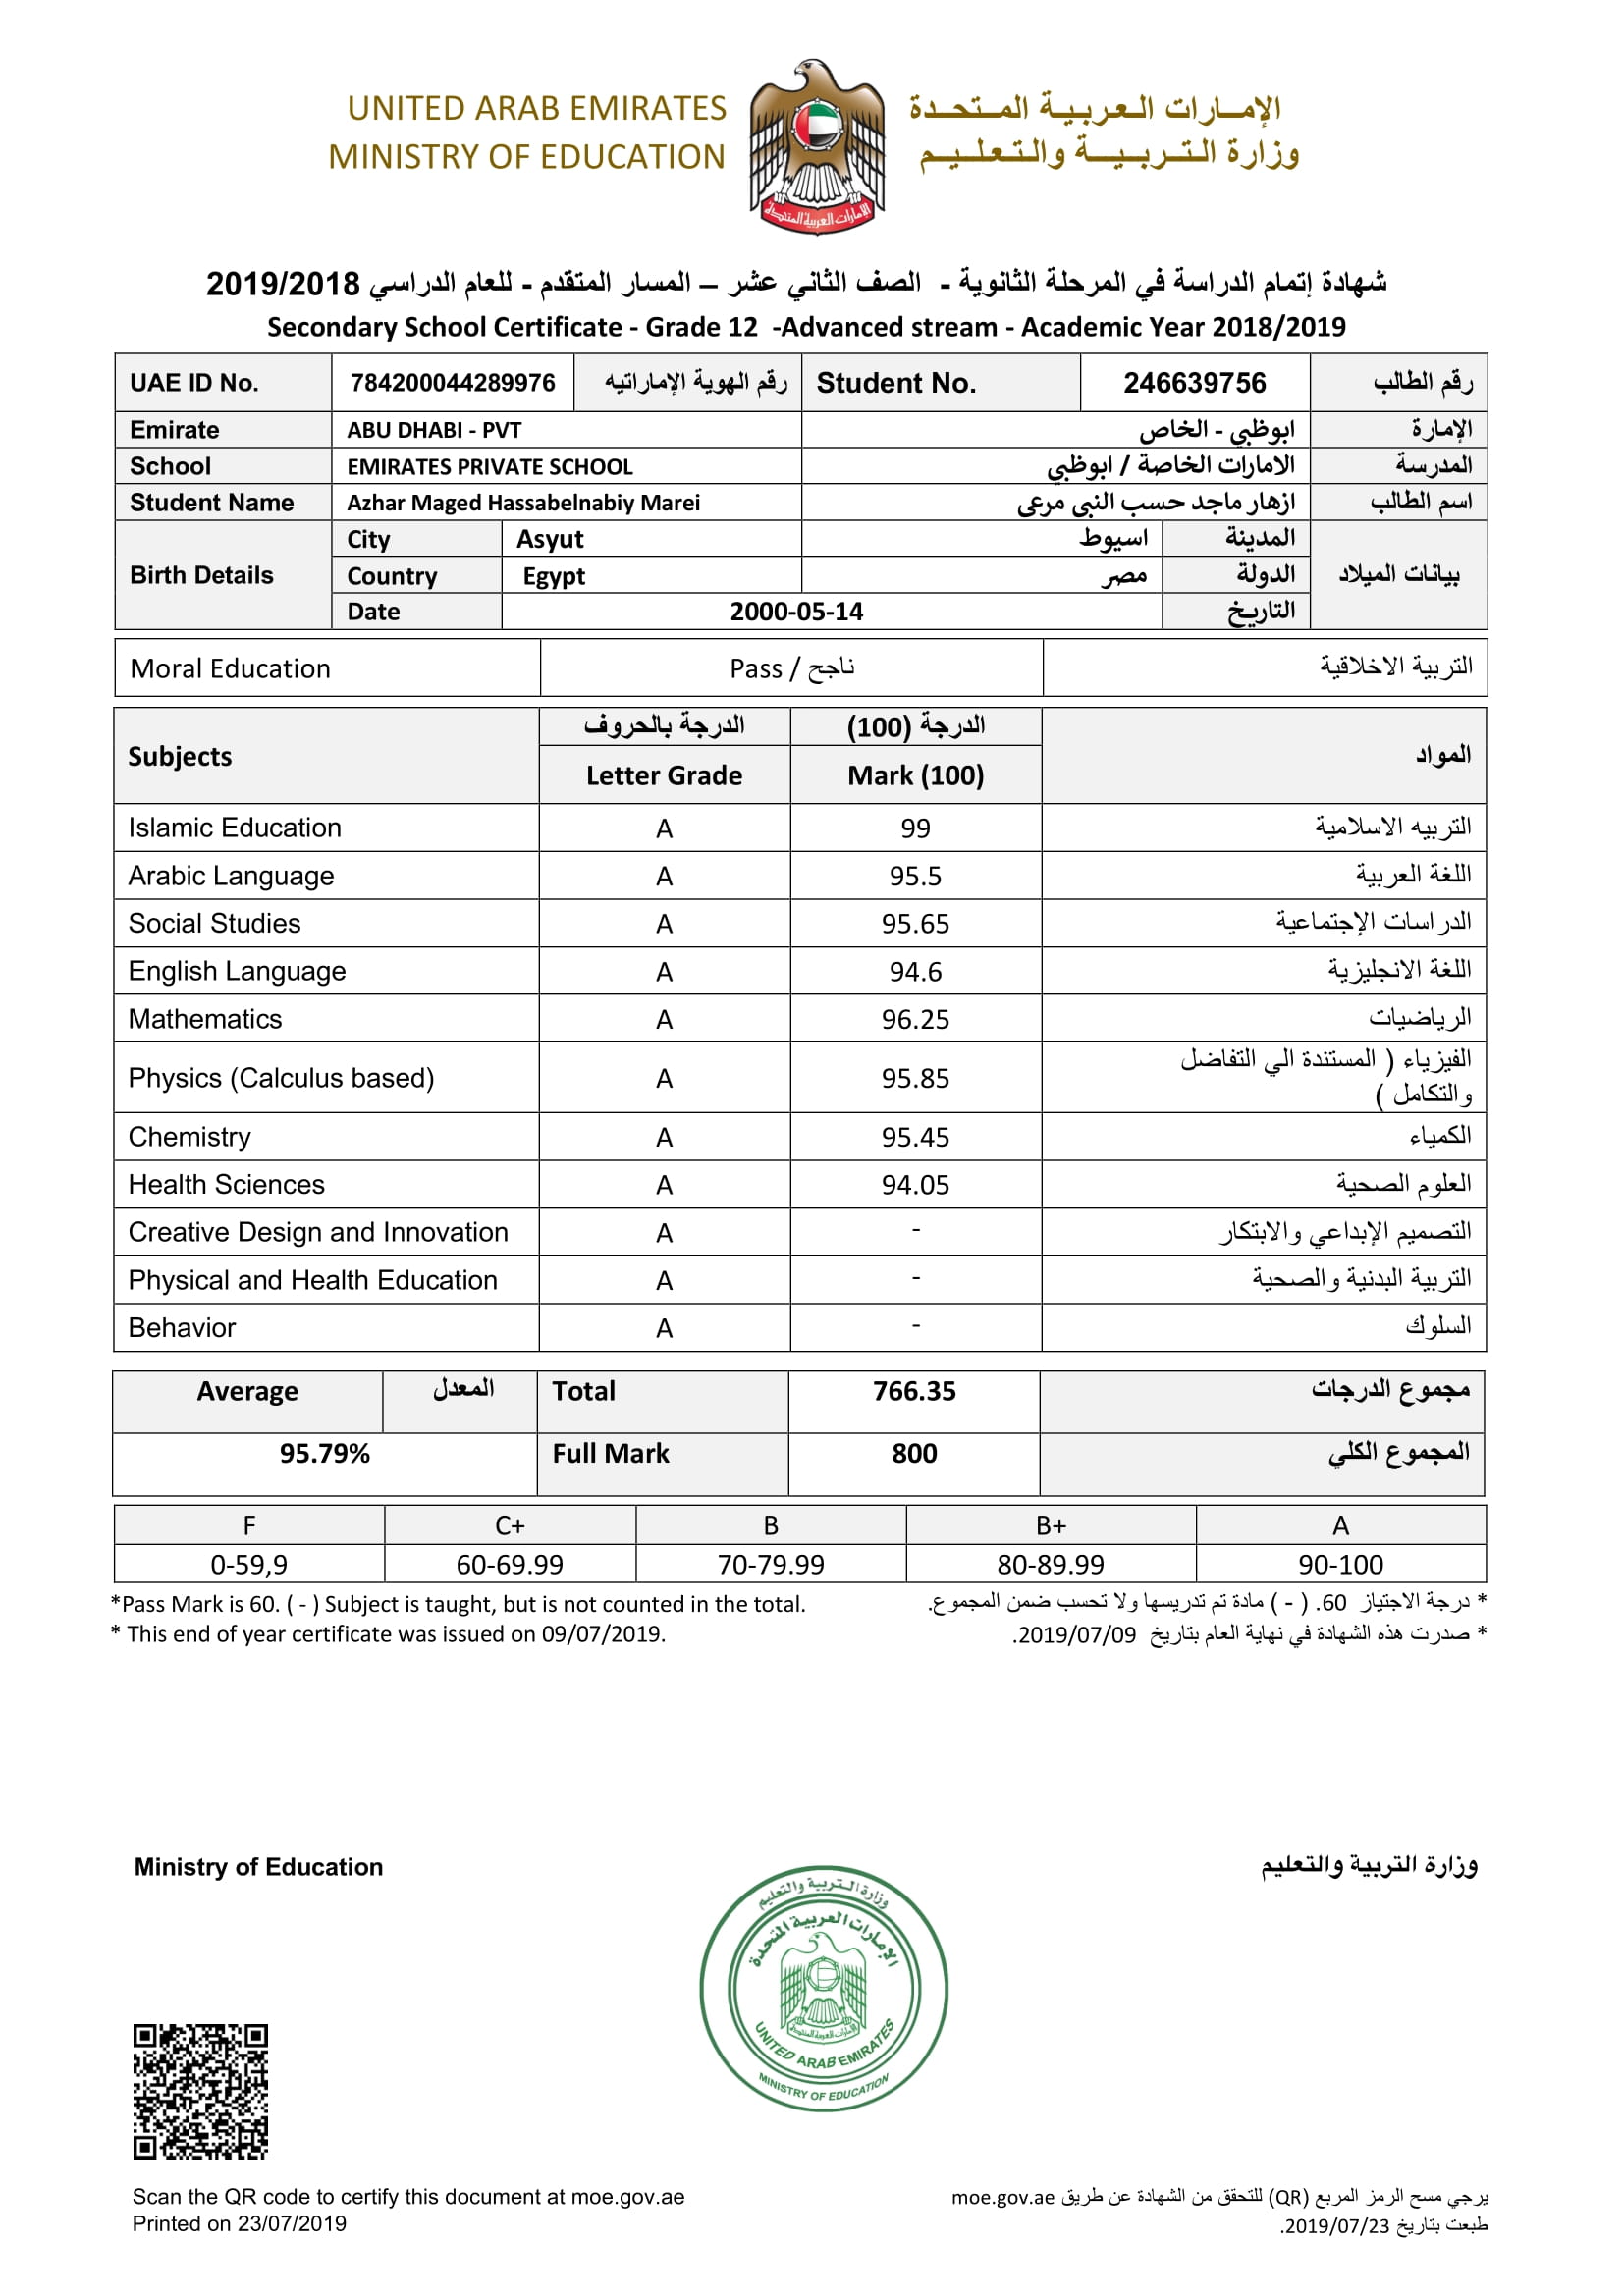 UNITED ARAB EMIRATES الإمـــارات الـعـربـيـة الـمــتــحــدة
MINISTRY OF EDUCATION وزارة الـتــربــيـــة والـتـعـلــيــم
الامارات العربية المتحدة
شهادة إتمام الدراسة في المرحلة الثانوية - الصف الثاني عشر – المسار المتقدم - للعام الدراسي 2019/2018
Secondary School Certificate - Grade 12 -Advanced stream - Academic Year 2018/2019
UAE ID No. 784200044289976 رقم الهوية الإماراتيه Student No. 246639756 رقم الطالب
Emirate ABU DHABI - PVT ابوظبي - الخاص الإمارة
School EMIRATES PRIVATE SCHOOL الامارات الخاصة / ابوظبي المدرسة
Student Name Azhar Maged Hassabelnabiy Marei ازهار ماجد حسب النبى مرعى اسم الطالب
Birth Details City Asyut اسيوط المدينة بيانات الميلاد
Country Egypt مصر الدولة
Date 2000-05-14 التاريخ
Moral Education Pass / ناجح التربية الاخلاقية
Subjects الدرجة بالحروف الدرجة (100) المواد
Letter Grade Mark (100)
Islamic Education A 99 التربيه الاسلامية
Arabic Language A 95.5 اللغة العربية
Social Studies A 95.65 الدراسات الإجتماعية
English Language A 94.6 اللغة الانجليزية
Mathematics A 96.25 الرياضيات
Physics (Calculus based) A 95.85 الفيزياء ( المستندة الي التفاضل
والتكامل )
Chemistry A 95.45 الكمياء
Health Sciences A 94.05 العلوم الصحية
Creative Design and Innovation A - التصميم الإبداعي والابتكار
Physical and Health Education A - التربية البدنية والصحية
Behavior A - السلوك
Average المعدل Total 766.35 مجموع الدرجات
95.79% Full Mark 800 المجموع الكلي
F C+ B B+ A
0-59,9 60-69.99 70-79.99 80-89.99 90-100
*Pass Mark is 60. ( - ) Subject is taught, but is not counted in the total. * درجة الاجتياز 60. ( - ) مادة تم تدريسها ولا تحسب ضمن المجموع.
* This end of year certificate was issued on 09/07/2019. * صدرت هذه الشهادة في نهاية العام بتاريخ 2019/07/09.
Ministry of Education وزارة التربية والتعليم
وزارة التربية والتعليم
الإمارات العربية المتحدة
الامارات العربية المتحدة
UNITED ARAB EMIRATES
MINISTRY OF EDUCATION
Scan the QR code to certify this document at moe.gov.ae يرجي مسح الرمز المربع (QR) للتحقق من الشهادة عن طريق moe.gov.ae
Printed on 23/07/2019 طبعت بتاريخ 2019/07/23.